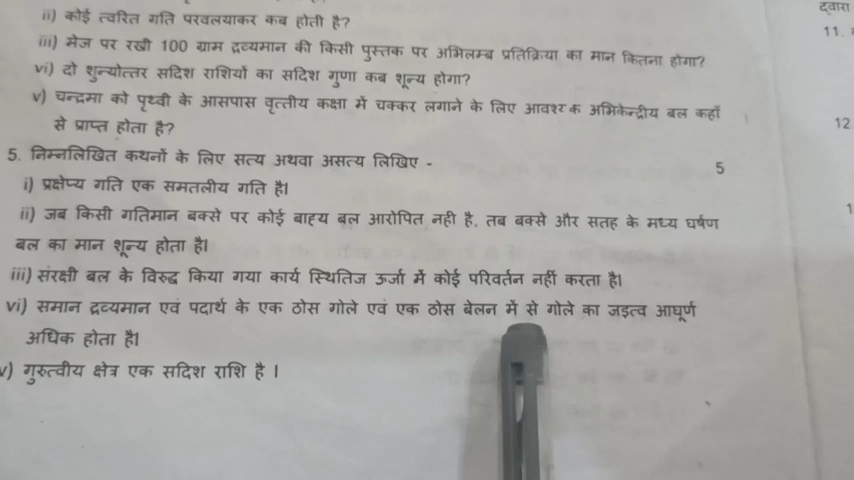 ii) कोई त्वरित गति परवलयाकर कब होती है?
iii) मेज पर रखी 100 ग्राम द्रव्यमान की किसी पुस्तक पर अभिलम्ब प्रतिक्रिया का मान कितना होगा?
vi) दो शुन्योत्तर सदिश राशियों का सदिश गुणा कब शून्य होगा?
v) चन्द्रमा को पृथ्वी के आसपास वृत्तीय कक्षा में चक्कर लगाने के लिए आवश्यक अभिकेन्द्रीय बल कहाँ
से प्राप्त होता है?
5. निम्नलिखित कथनों के लिए सत्य अथवा असत्य लिखिए - 5
i) प्रक्षेप्य गति एक समतलीय गति है।
ii) जब किसी गतिमान बक्से पर कोई बाह्य बल आरोपित नही है, तब बक्से और सतह के मध्य घर्षण
बल का मान शून्य होता है।
iii) संरक्षी बल के विरुद्ध किया गया कार्य स्थितिज ऊर्जा में कोई परिवर्तन नहीं करता है।
vi) समान द्रव्यमान एवं पदार्थ के एक ठोस गोले एवं एक ठोस बेलन में से गोले का जड़त्व आघूर्ण
अधिक होता है।
v) गुरुत्वीय क्षेत्र एक सदिश राशि है ।
द्वारा
11.
12